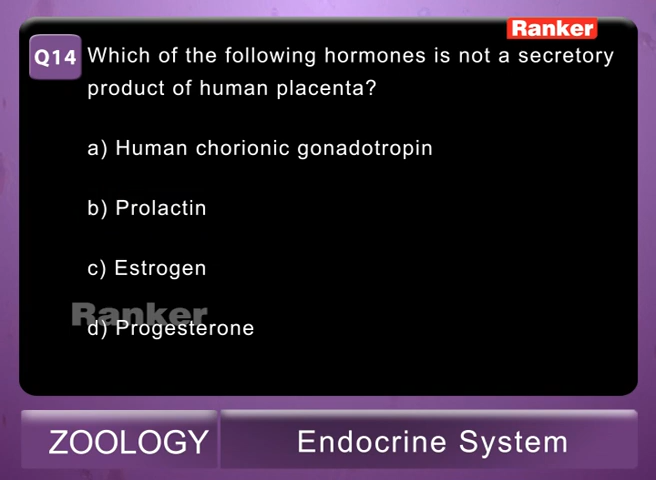 Ranker
Q14 Which of the following hormones is not a secretory
product of human placenta?
a) Human chorionic gonadotropin
b) Prolactin
c) Estrogen
Ranker
d) Progesterone
ZOOLOGY Endocrine System